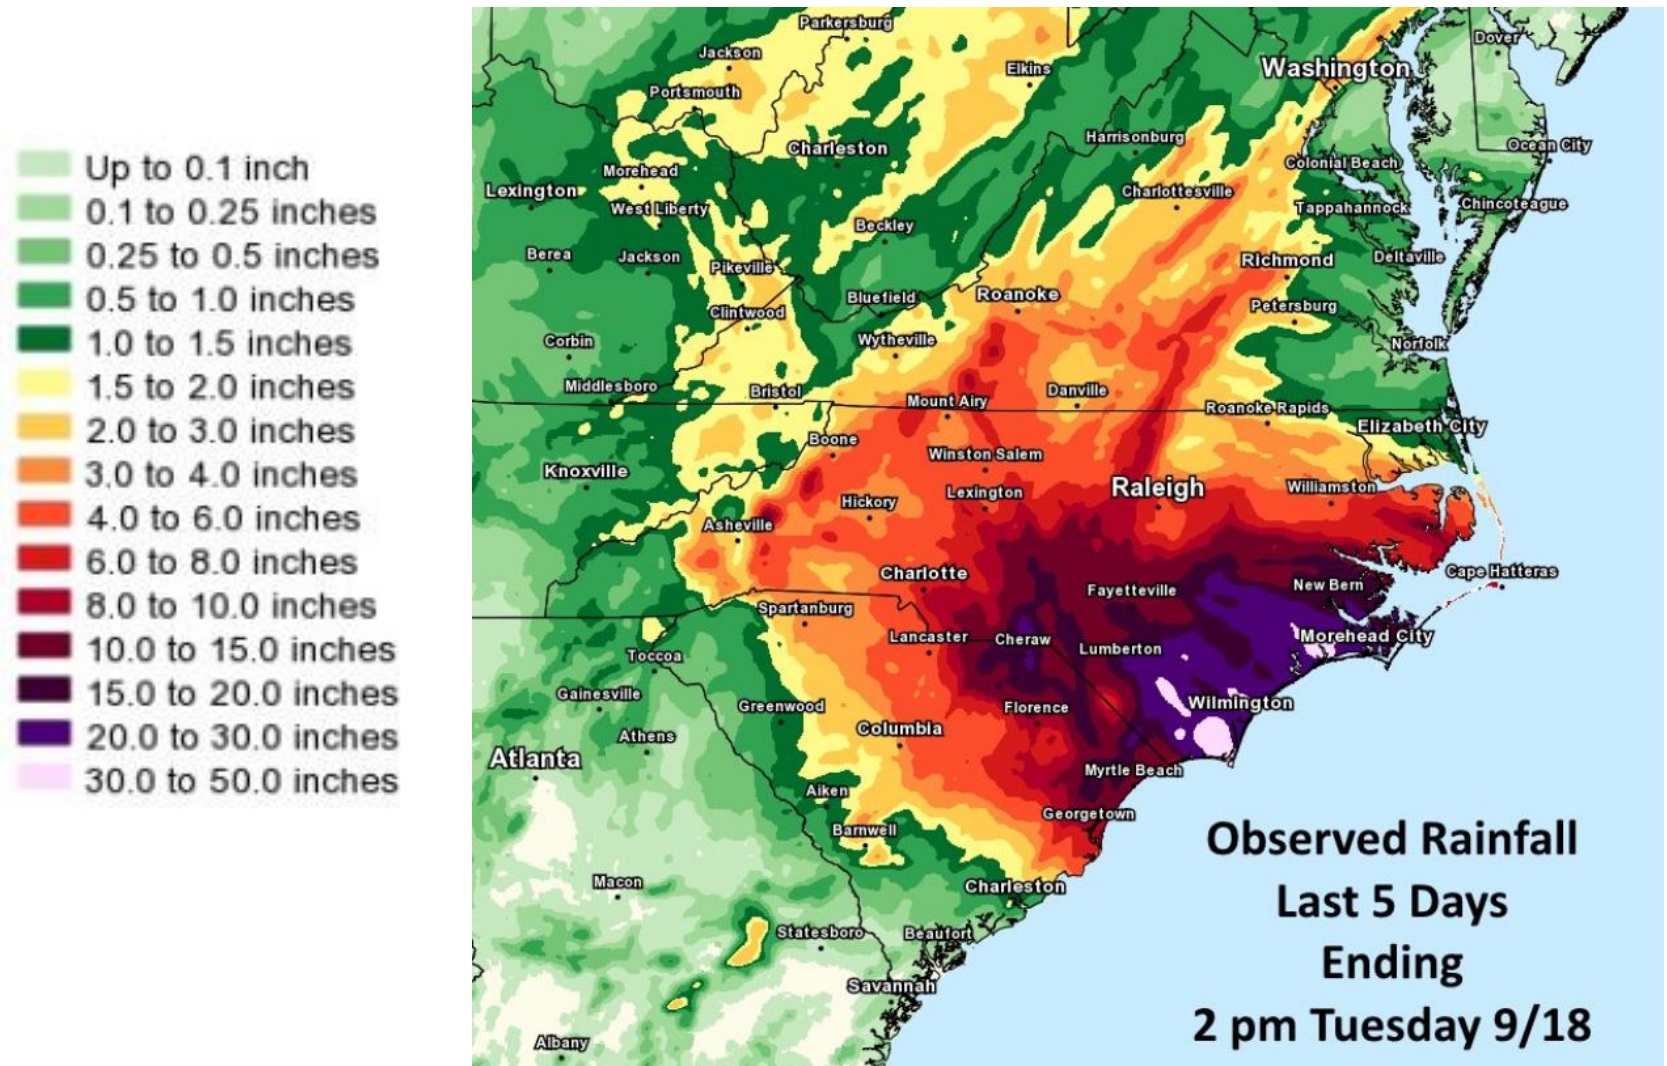 Up to 0.1 inch
0.1 to 0.25 inches
0.25 to 0.5 inches
0.5 to 1.0 inches
1.0 to 1.5 inches
1.5 to 2.0 inches
2.0 to 3.0 inches
3.0 to 4.0 inches
4.0 to 6.0 inches
6.0 to 8.0 inches
8.0 to 10.0 inches
10.0 to 15.0 inches
15.0 to 20.0 inches
20.0 to 30.0 inches
30.0 to 50.0 inches
Parkersburg
Dover
Jackson
Elkins
Washington
Portsmouth
Harrisonburg
Charleston
Ocean City
Colonial Beach
Morehead
Lexington
Charlottesville
West Liberty
Tappahannock
Chincoteague
Beckley
Berea
Jackson
Pikeville
Richmond
Deltaville
Roanoke
Bluefield
Clintwood
Petersburg
Corbin
Wytheville
Norfolk
Middlesboro
Bristol
Danville
Mount Airy
Roanoke Rapids
Elizabeth City
Boone
Winston Salem
Knoxville
Raleigh
Williamston
Lexington
Hickory
Asheville
Charlotte
Cape Hatteras
Fayetteville
New Bern
Spartanburg
Lancaster
Cheraw
Morehead City
Lumberton
Toccoa
Gainesville
Greenwood
Florence
Wilmington
Columbia
Athens
Atlanta
Myrtle Beach
Aiken
Georgetown
Barnwell
Macon
Charleston
Statesboro
Beaufort
Savannah
Albany
Observed Rainfall
Last 5 Days
Ending
2 pm Tuesday 9/18